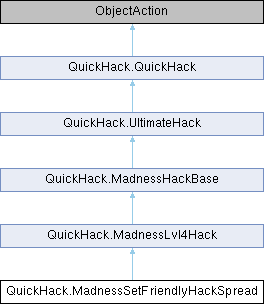 ObjectAction
QuickHack.QuickHack
QuickHack.UltimateHack
QuickHack.MadnessHackBase
QuickHack.MadnessLvl4Hack
QuickHack.MadnessSetFriendlyHackSpread